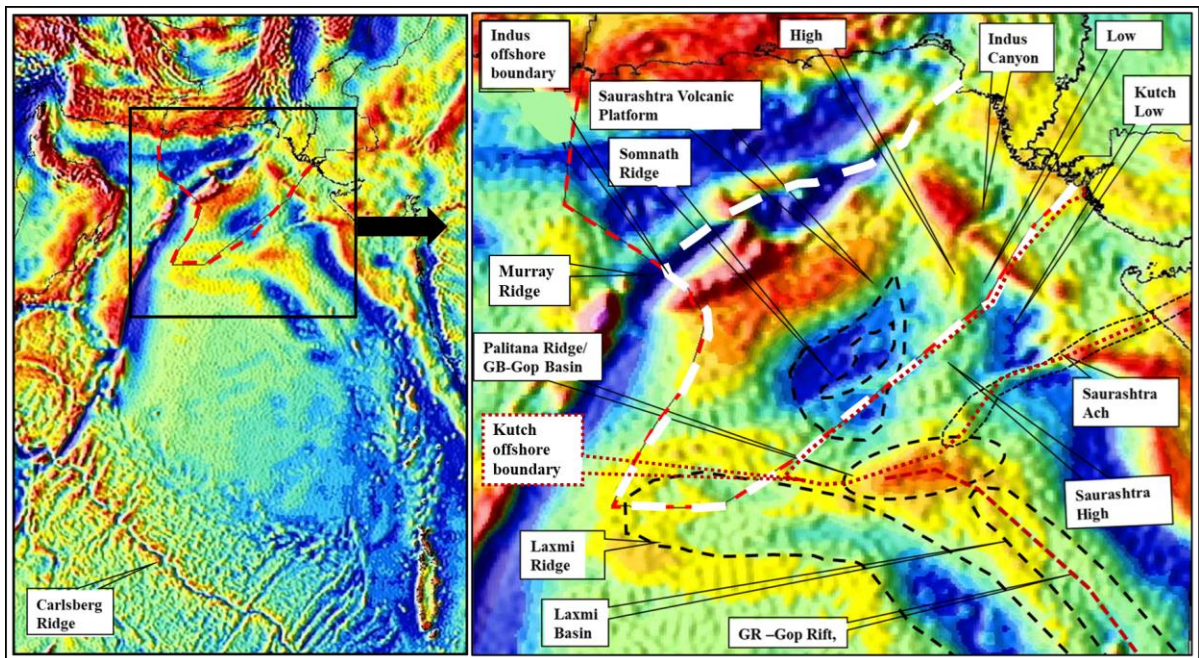 Carlsberg
Ridge
Indus
offshore
boundary
High
Indus
Canyon
Low
Saurashtra Volcanic
Platform
Kutch
Low
Somnath
Ridge
Murray
Ridge
Palitana Ridge/
GB-Gop Basin
Kutch
offshore
boundary
Saurashtra
Ach
Saurashtra
High
Laxmi
Ridge
Laxmi
Basin
GR –Gop Rift,